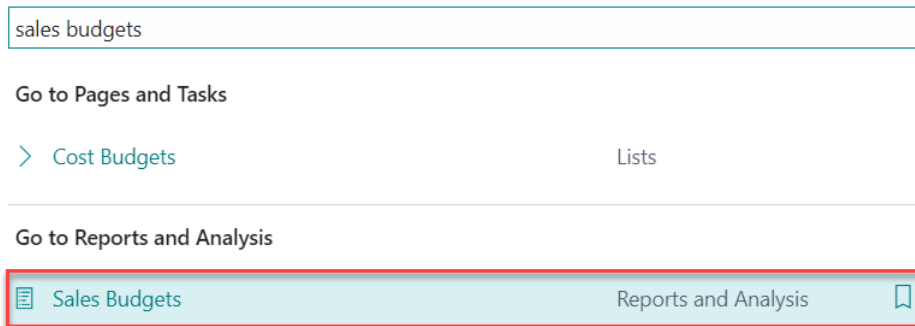 sales budgets
Go to Pages and Tasks
Cost Budgets Lists
Go to Reports and Analysis
Sales Budgets Reports and Analysis